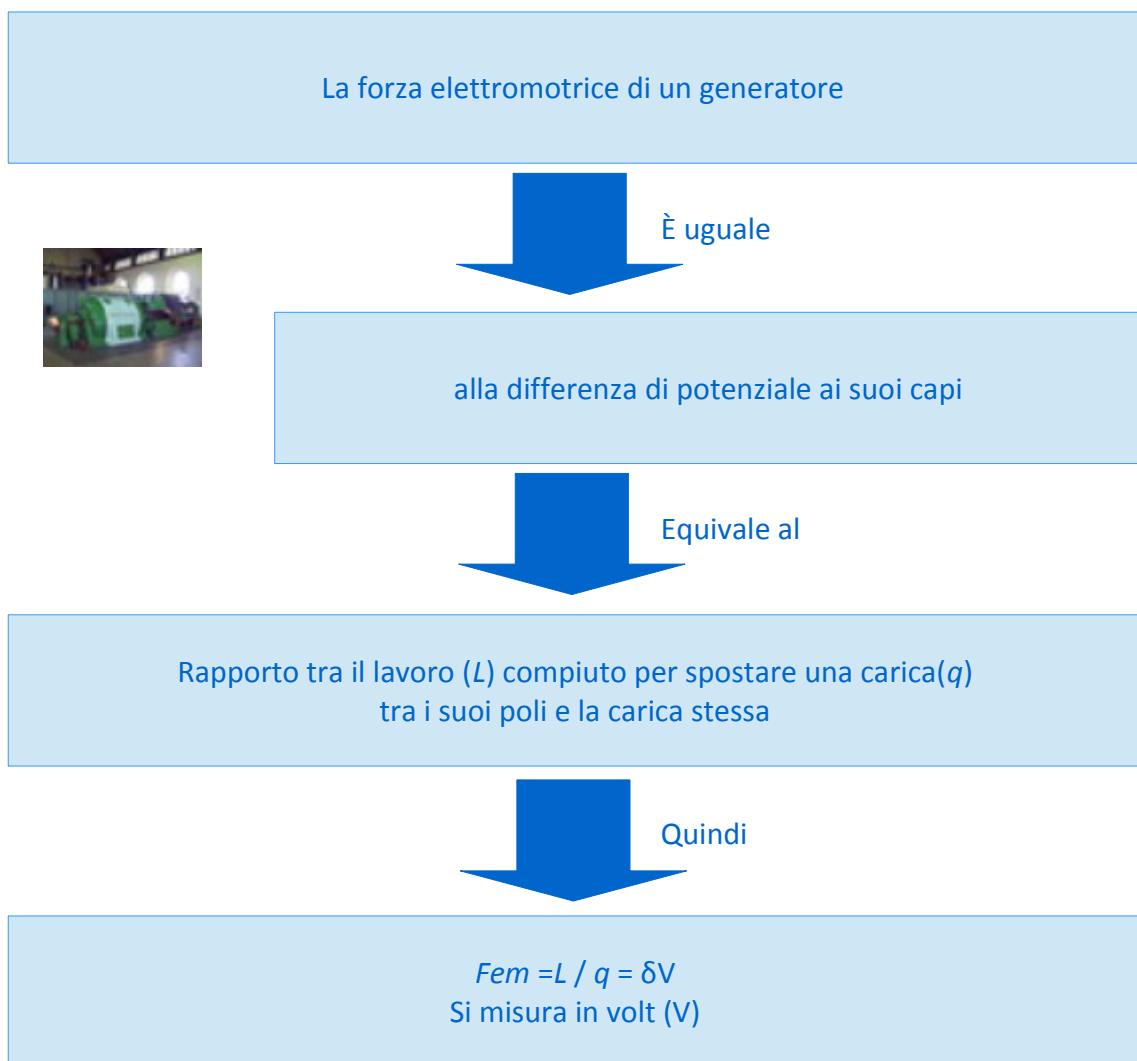 La forza elettromotrice di un generatore
È uguale
alla differenza di potenziale ai suoi capi
Equivale al
Rapporto tra il lavoro (L) compiuto per spostare una carica(q)
tra i suoi poli e la carica stessa
Quindi
Fem =L / q = δV
Si misura in volt (V)